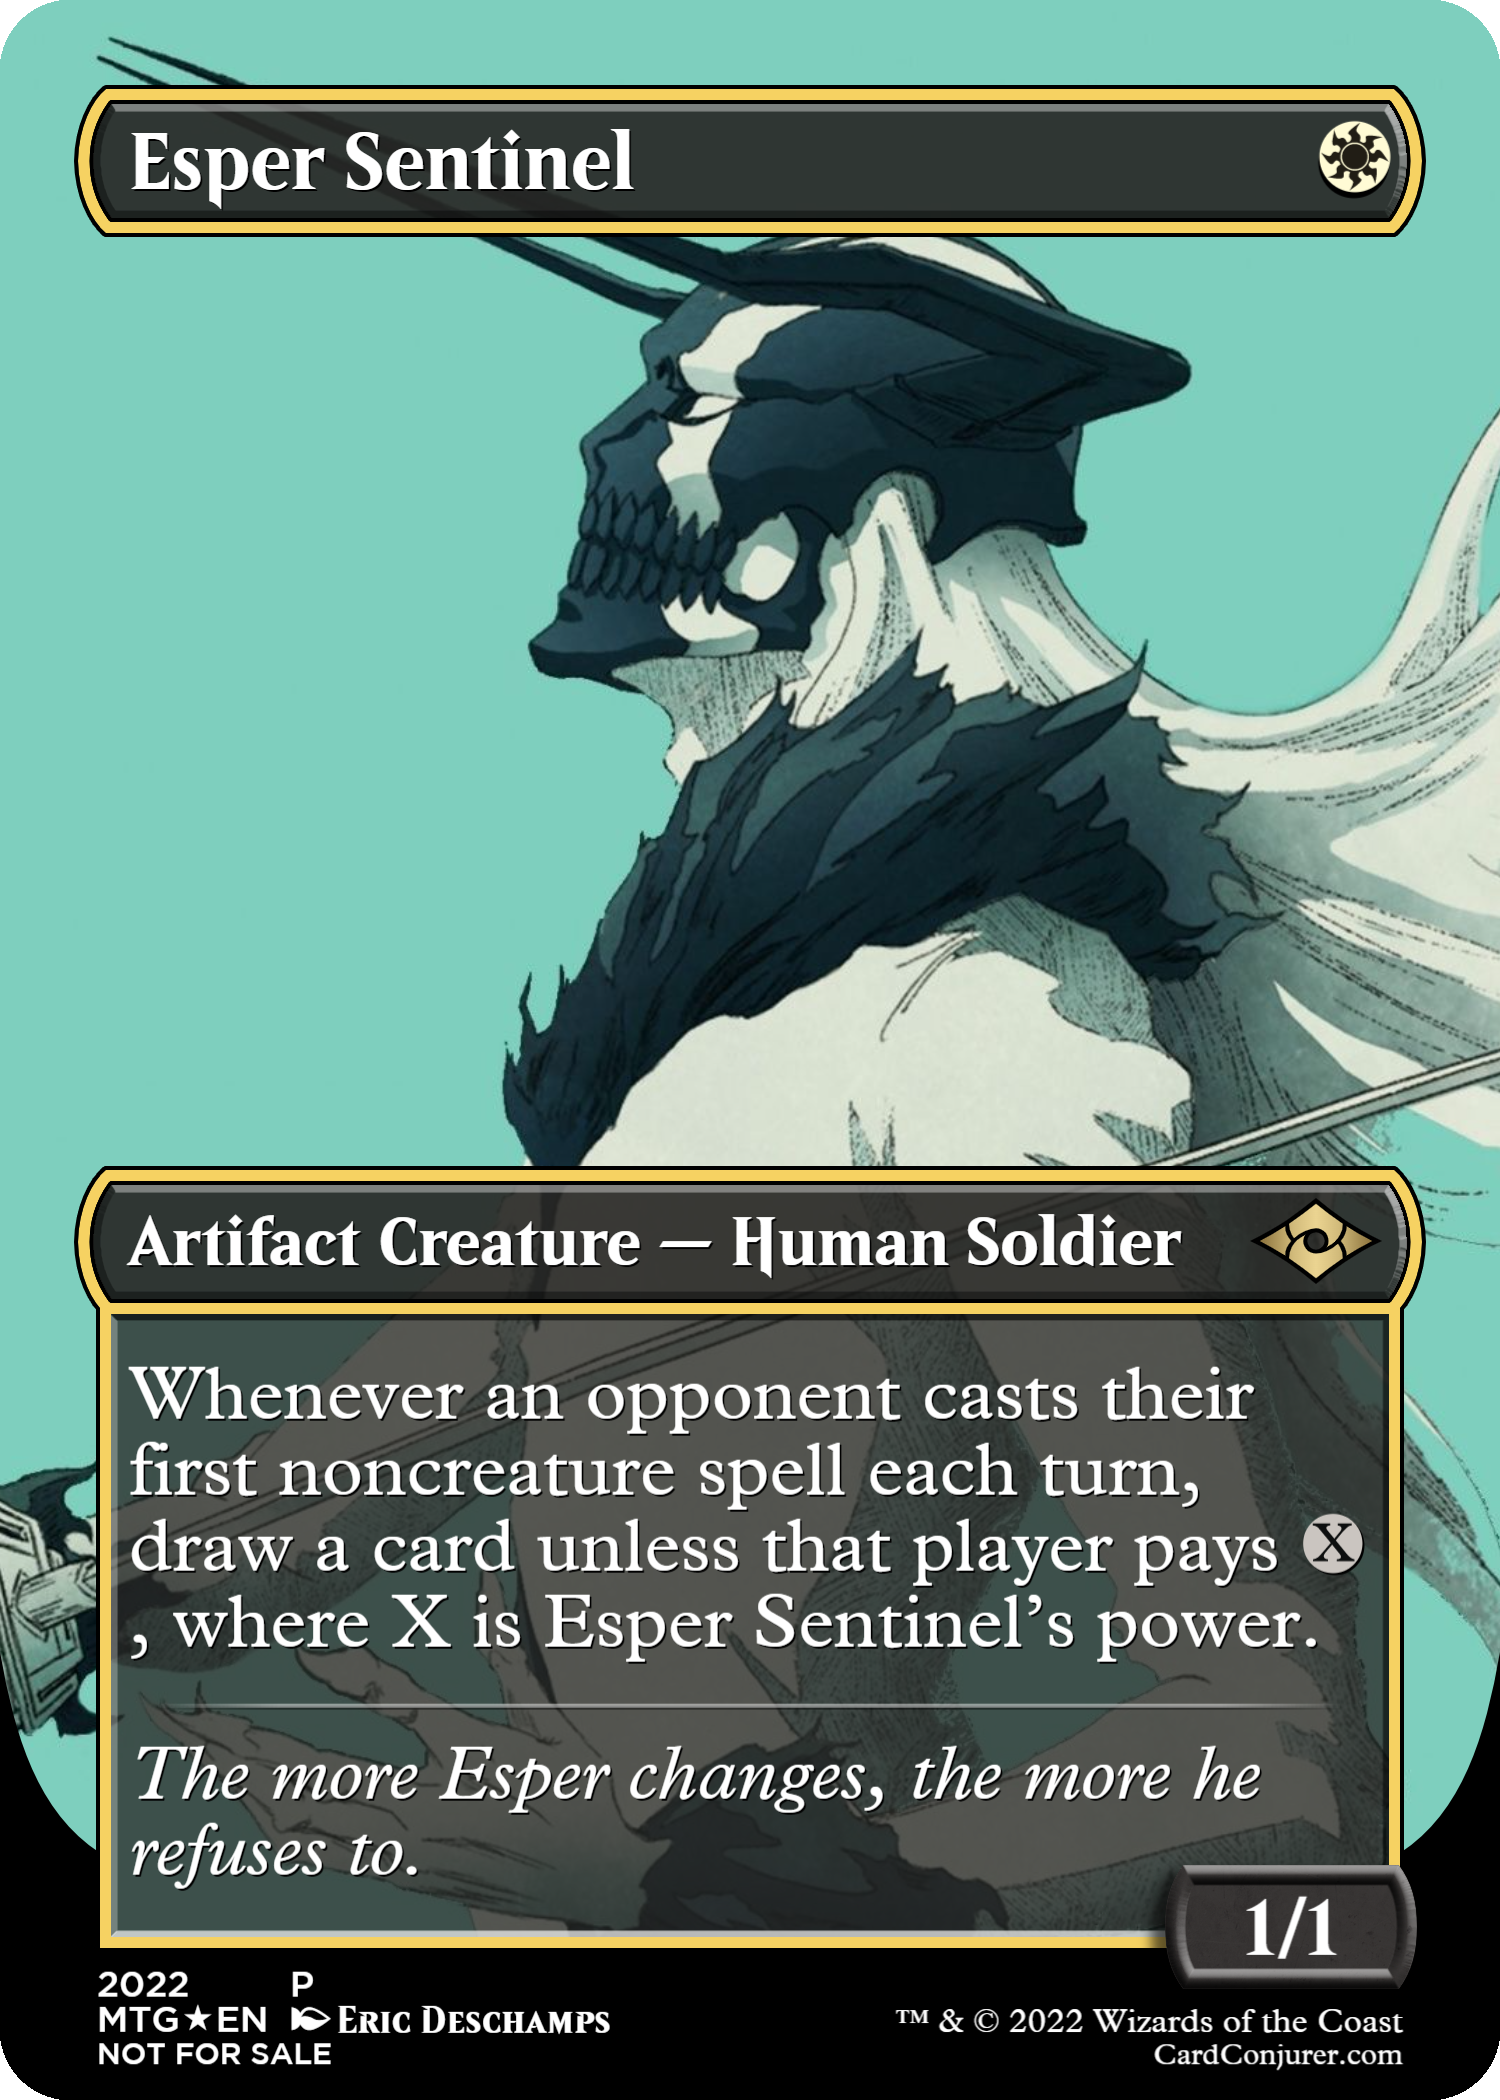 Esper Sentinel
Artifact Creature — Human Soldier
Whenever an opponent casts their
first noncreature spell each turn,
draw a card unless that player pays X
, where X is Esper Sentinel’s power.
The more Esper changes, the more he
refuses to.
1/1
2022 P
MTG★EN Eric Deschamps
NOT FOR SALE
™ & © 2022 Wizards of the Coast
CardConjurer.com